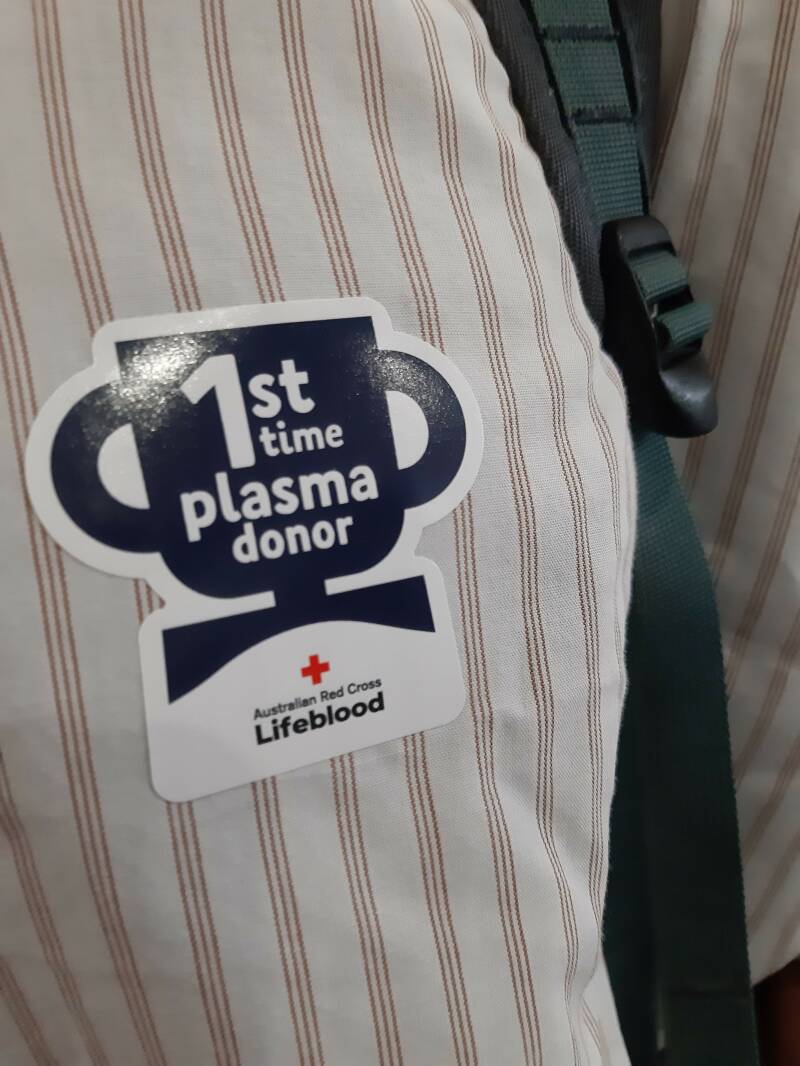 1st
time
plasma
donor
Australian Red Cross
Lifeblood